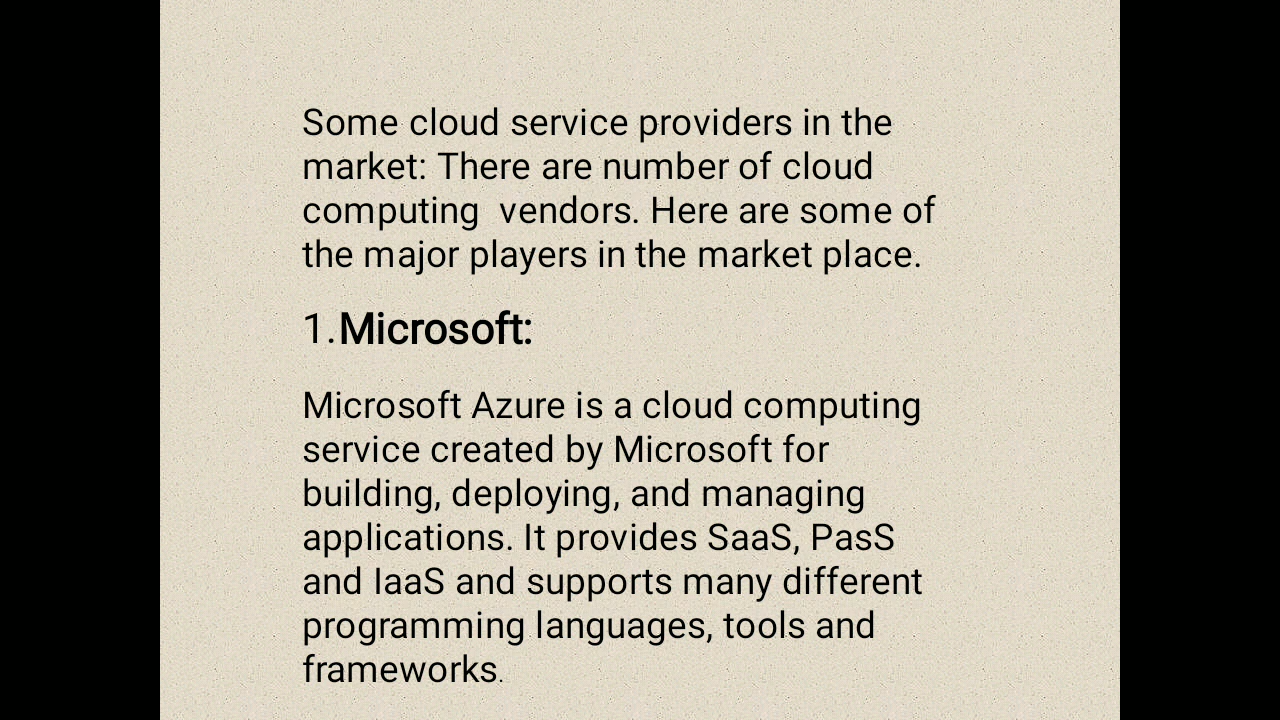 Some cloud service providers in the
market: There are number of cloud
computing  vendors. Here are some of
the major players in the market place.
1.Microsoft:
Microsoft Azure is a cloud computing
service created by Microsoft for
building, deploying, and managing
applications. It provides SaaS, PasS
and IaaS and supports many different
programming languages, tools and
frameworks.